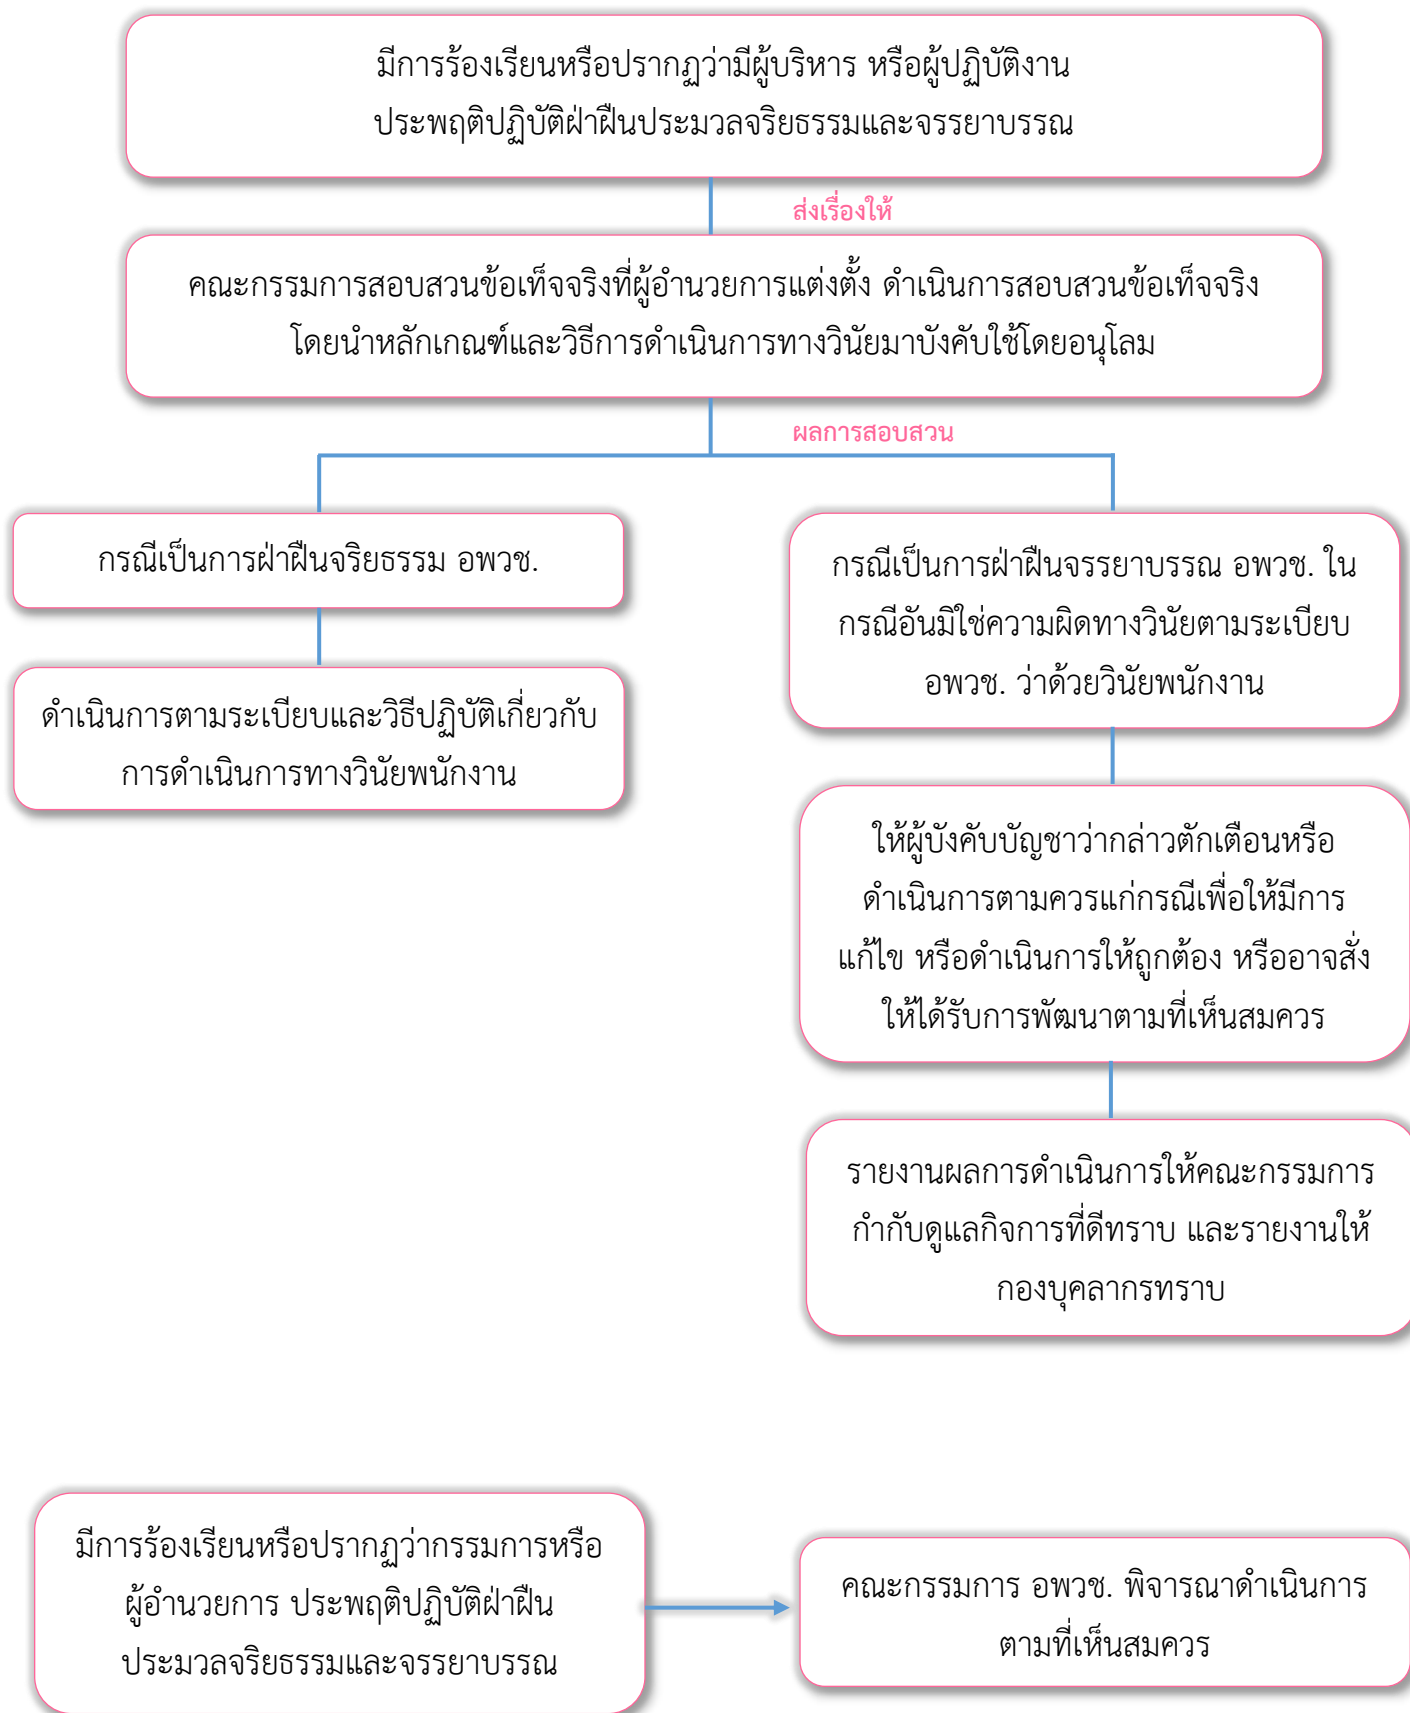 มีการร้องเรียนหรือปรากฏว่ามีผู้บริหาร หรือผู้ปฏิบัติงาน
ประพฤติปฏิบัติฝ่าฝืนประมวลจริยธรรมและจรรยาบรรณ
ส่งเรื่องให้
คณะกรรมการสอบสวนข้อเท็จจริงที่ผู้อำนวยการแต่งตั้ง ดำเนินการสอบสวนข้อเท็จจริง
โดยนำหลักเกณฑ์และวิธีการดำเนินการทางวินัยมาบังคับใช้โดยอนุโลม
ผลการสอบสวน
กรณีเป็นการฝ่าฝืนจริยธรรม อพวช.
ดำเนินการตามระเบียบและวิธีปฏิบัติเกี่ยวกับ
การดำเนินการทางวินัยพนักงาน
กรณีเป็นการฝ่าฝืนจรรยาบรรณ อพวช. ใน
กรณีอันมิใช่ความผิดทางวินัยตามระเบียบ
อพวช. ว่าด้วยวินัยพนักงาน
ให้ผู้บังคับบัญชาว่ากล่าวตักเตือนหรือ
ดำเนินการตามควรแก่กรณีเพื่อให้มีการ
แก้ไข หรือดำเนินการให้ถูกต้อง หรืออาจสั่ง
ให้ได้รับการพัฒนาตามที่เห็นสมควร
รายงานผลการดำเนินการให้คณะกรรมการ
กำกับดูแลกิจการที่ดีทราบ และรายงานให้
กองบุคลากรทราบ
มีการร้องเรียนหรือปรากฏว่ากรรมการหรือ
ผู้อำนวยการ ประพฤติปฏิบัติฝ่าฝืน
ประมวลจริยธรรมและจรรยาบรรณ
คณะกรรมการ อพวช. พิจารณาดำเนินการ
ตามที่เห็นสมควร